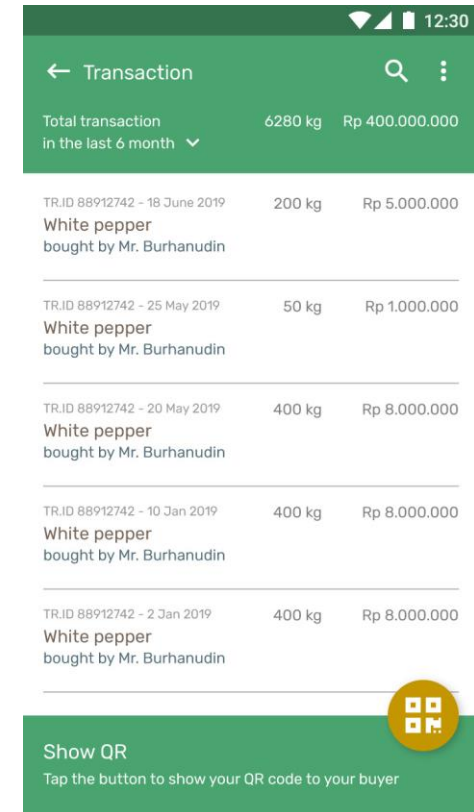 12:30
Transaction
Total transaction 6280 kg Rp 400.000.000
in the last 6 month
TR.ID 88912742 - 18 June 2019 200 kg Rp 5.000.000
White pepper
bought by Mr. Burhanudin
TR.ID 88912742 - 25 May 2019 50 kg Rp 1.000.000
White pepper
bought by Mr. Burhanudin
TR.ID 88912742 - 20 May 2019 400 kg Rp 8.000.000
White pepper
bought by Mr. Burhanudin
TR.ID 88912742 - 10 Jan 2019 400 kg Rp 8.000.000
White pepper
bought by Mr. Burhanudin
TR.ID 88912742 - 2 Jan 2019 400 kg Rp 8.000.000
White pepper
bought by Mr. Burhanudin
Show QR
Tap the button to show your QR code to your buyer